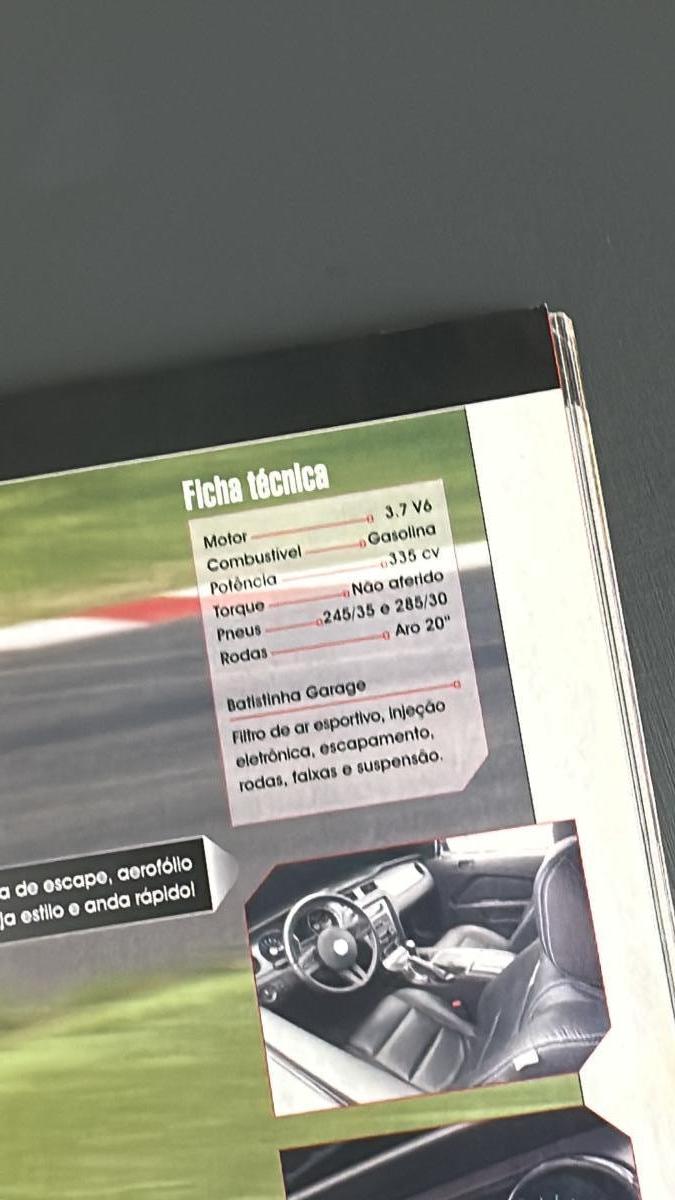 Ficha técnica
Motor 3.7 V6
Combustível Gasolina
Potência 335 cv
Torque Não aferido
Pneus 245/35 e 285/30
Rodas Aro 20"
Batistinha Garage
Filtro de ar esportivo, injeção
eletrônica, escapamento,
rodas, faixas e suspensão.
a de escape, aerofólio
ja estilo e anda rápido!